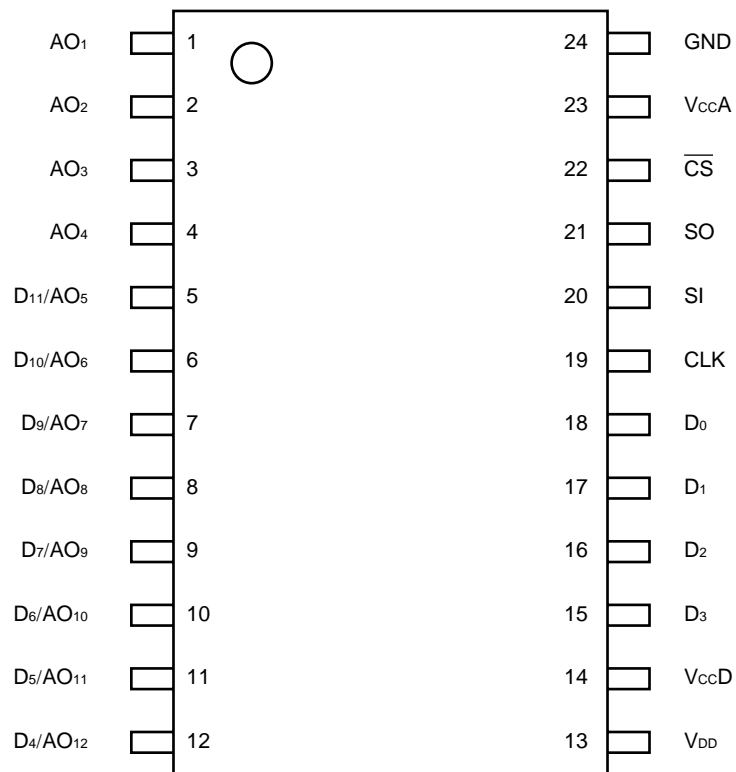 AO1 1 24 GND
AO2 2 23 VCCA
AO3 3 22 C̅S̅
AO4 4 21 SO
D11/AO5 5 20 SI
D10/AO6 6 19 CLK
D9/AO7 7 18 D0
D8/AO8 8 17 D1
D7/AO9 9 16 D2
D6/AO10 10 15 D3
D5/AO11 11 14 VCCD
D4/AO12 12 13 VDD